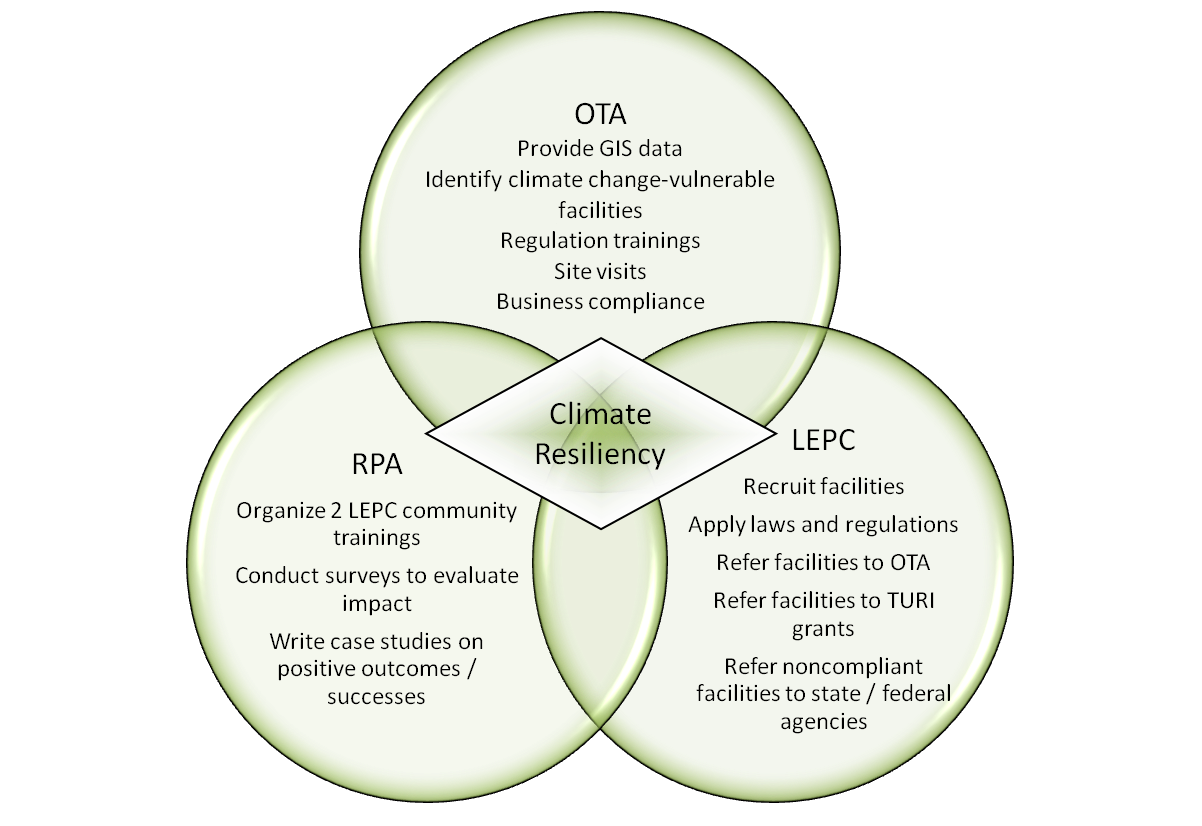 OTA
Provide GIS data
Identify climate change-vulnerable
facilities
Regulation trainings
Site visits
Business compliance
Climate
Resiliency
RPA
Organize 2 LEPC community
trainings
Conduct surveys to evaluate
impact
Write case studies on
positive outcomes /
successes
LEPC
Recruit facilities
Apply laws and regulations
Refer facilities to OTA
Refer facilities to TURI
grants
Refer noncompliant
facilities to state / federal
agencies